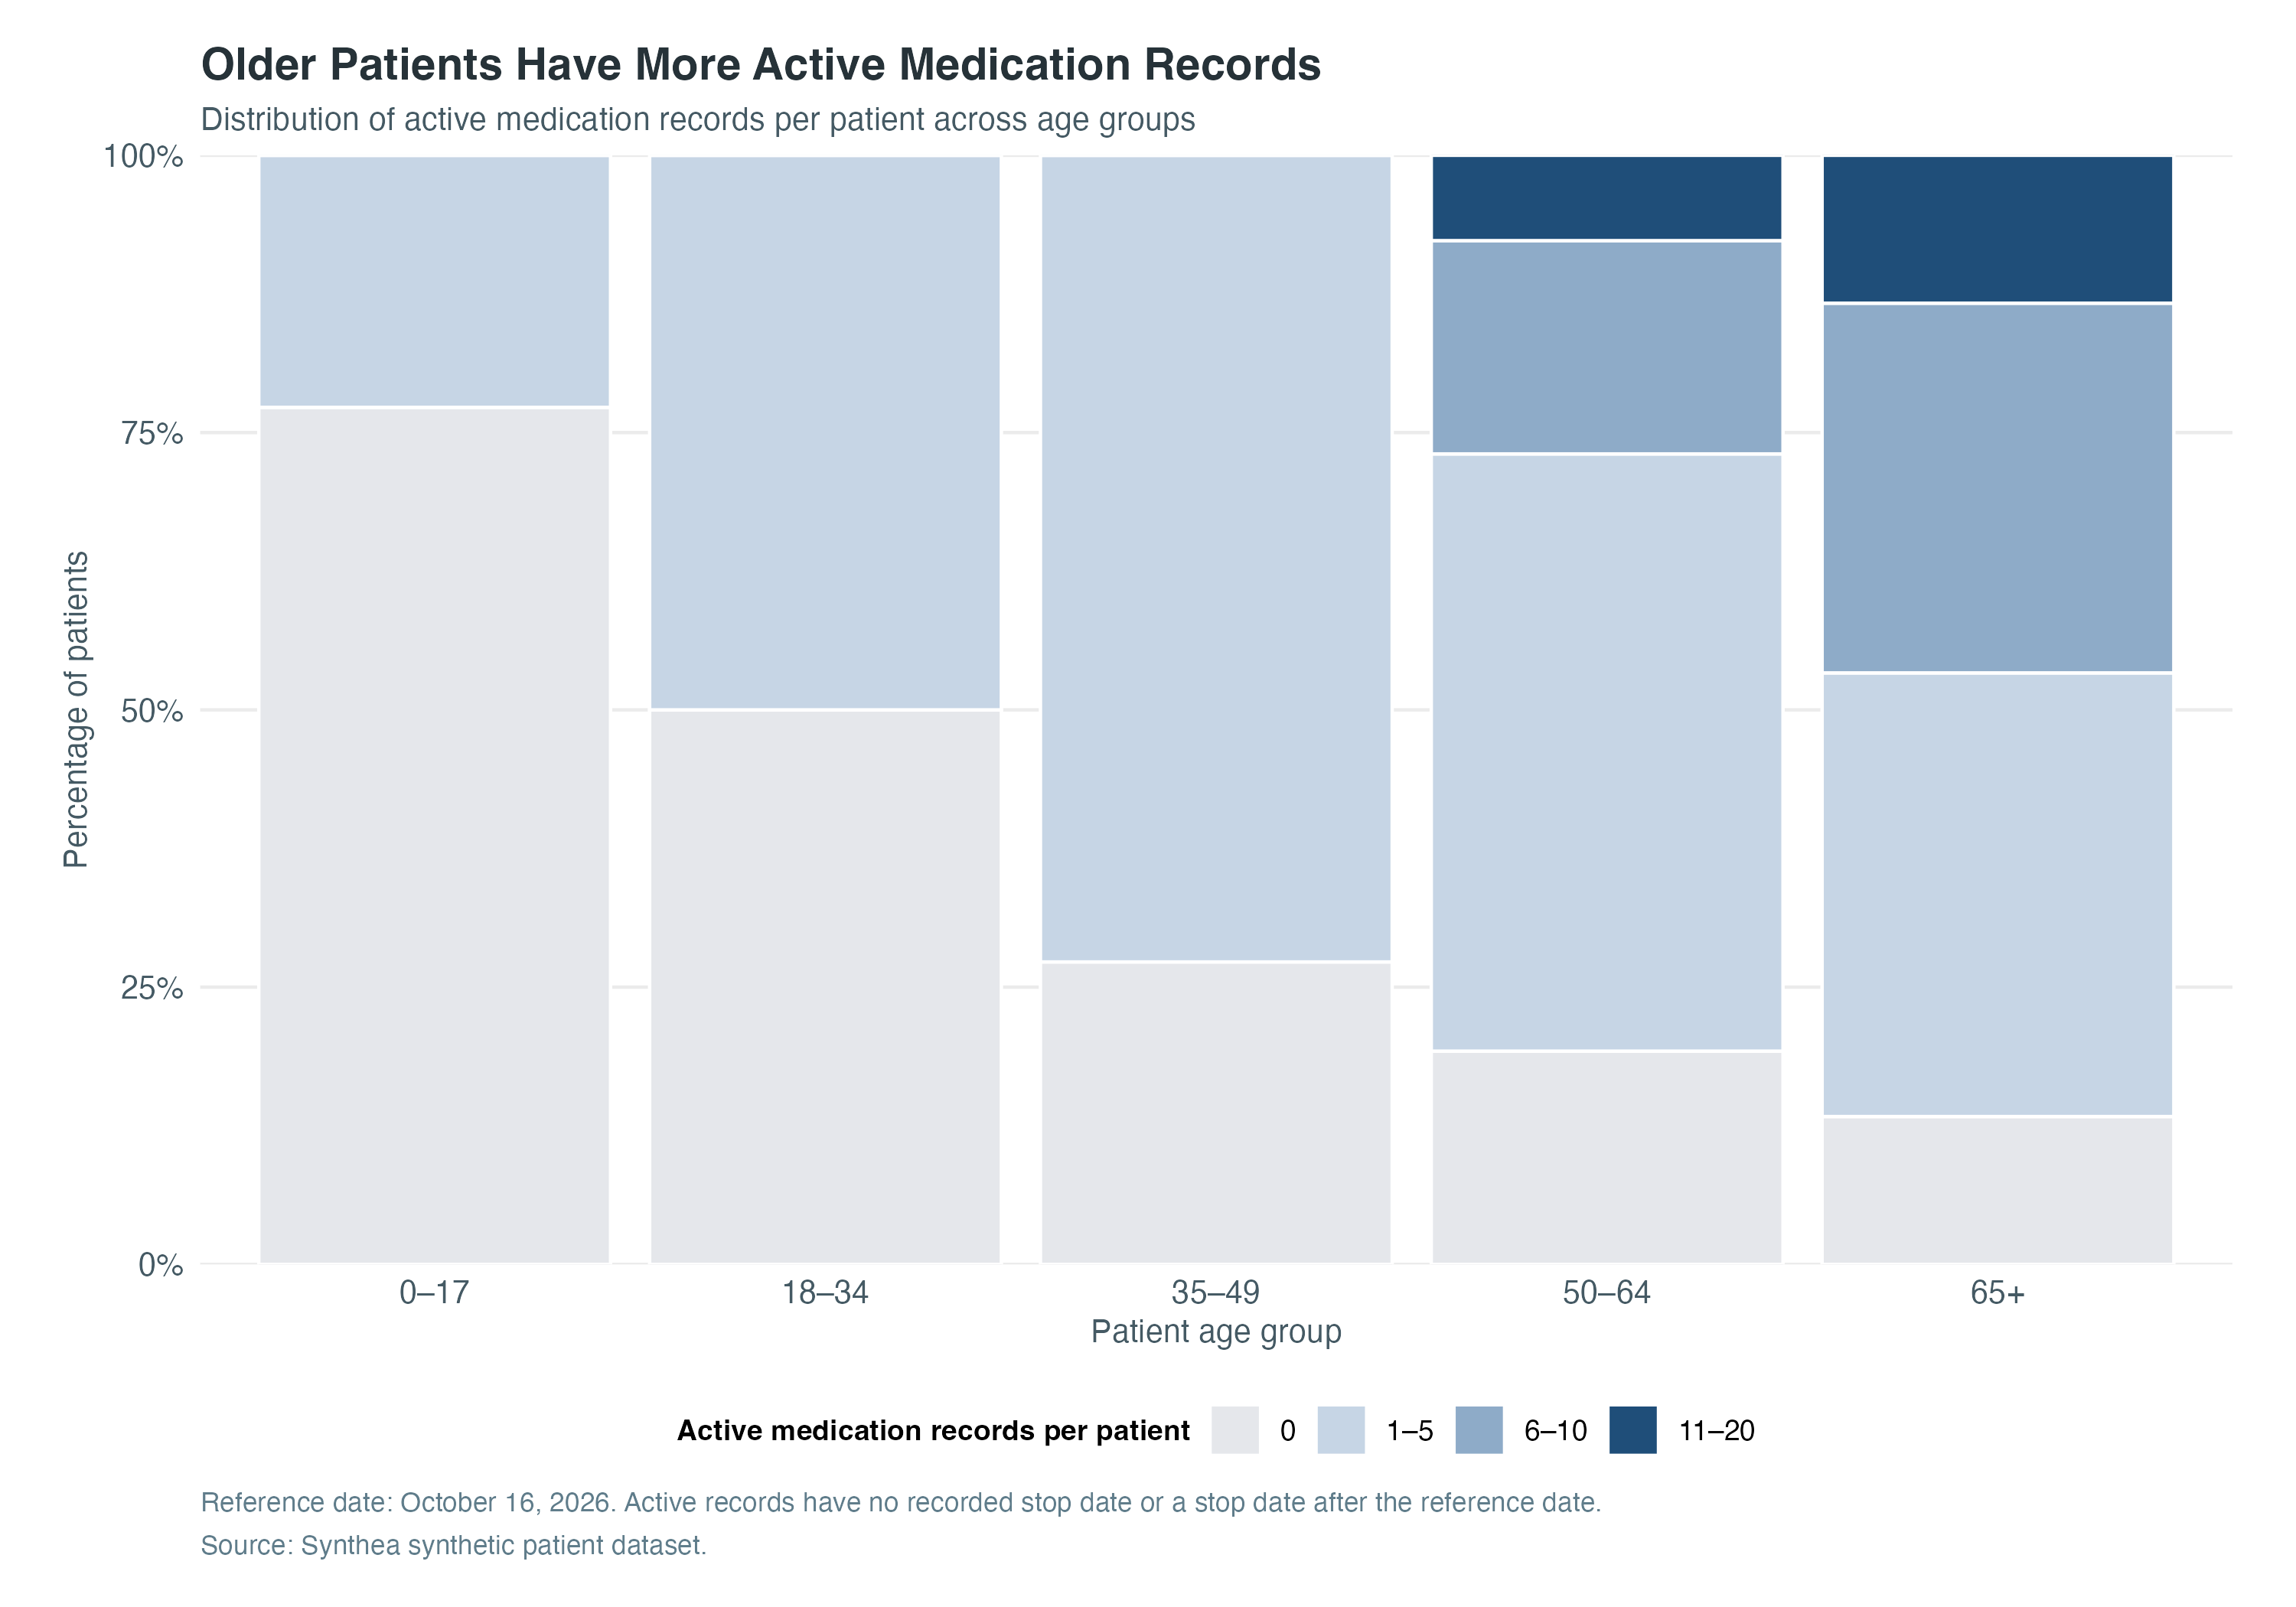 Older Patients Have More Active Medication Records
Distribution of active medication records per patient across age groups
100%
75%
50%
25%
0%
Percentage of patients
0–17 18–34 35–49 50–64 65+
Patient age group
Active medication records per patient 0 1–5 6–10 11–20
Reference date: October 16, 2026. Active records have no recorded stop date or a stop date after the reference date.
Source: Synthea synthetic patient dataset.